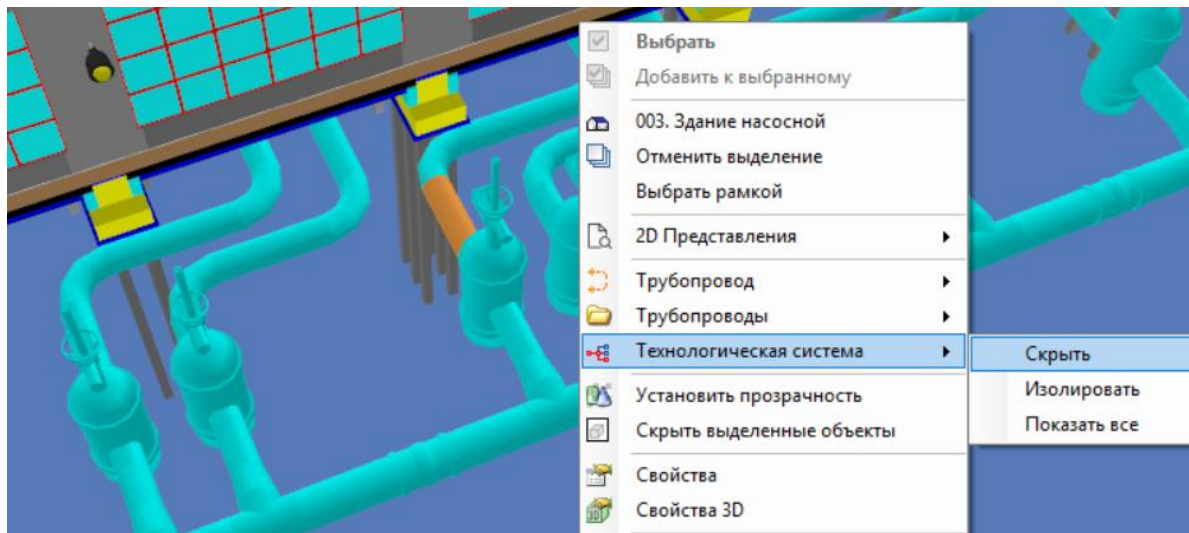 Выбрать
Добавить к выбранному
003. Здание насосной
Отменить выделение
Выбрать рамкой
2D Представления
Трубопровод
Трубопроводы
Технологическая система
Скрыть
Изолировать
Показать все
Установить прозрачность
Скрыть выделенные объекты
Свойства
Свойства 3D